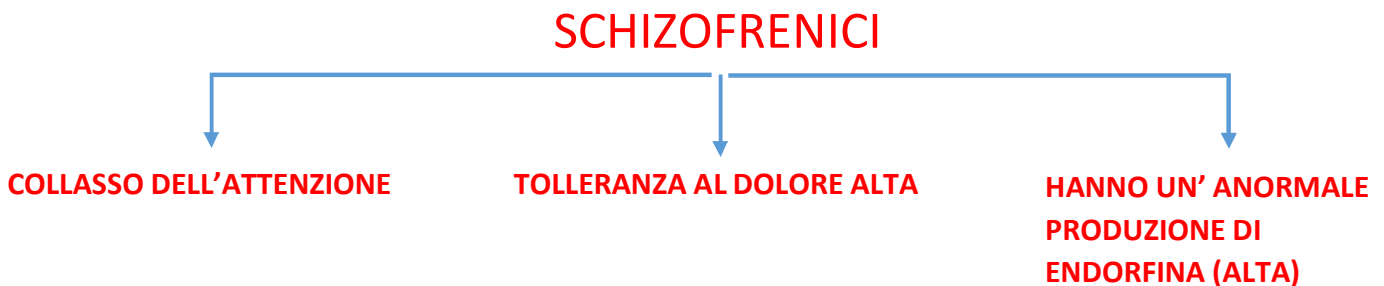 SCHIZOFRENICI
COLLASSO DELL’ATTENZIONE
TOLLERANZA AL DOLORE ALTA
HANNO UN’ ANORMALE
PRODUZIONE DI
ENDORFINA (ALTA)